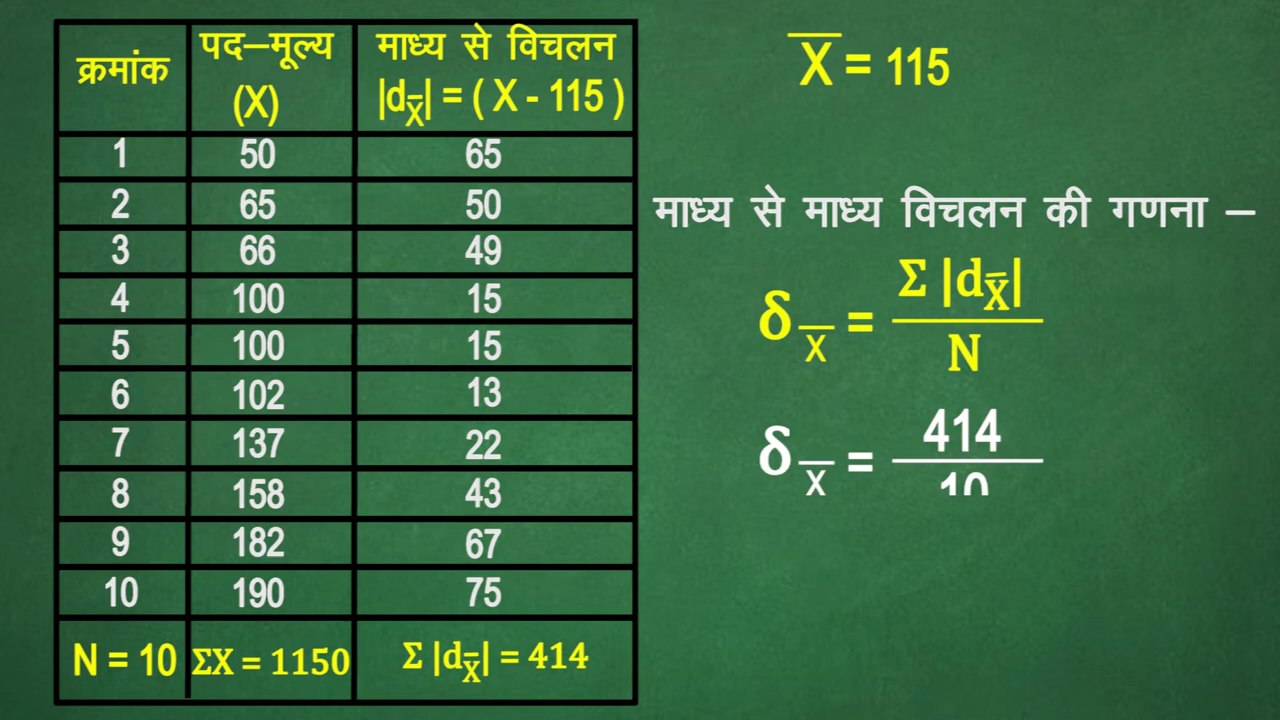 क्रमांक पद–मूल्य (X) माध्य से विचलन |dX̅| = ( X - 115 )
1 50 65
2 65 50
3 66 49
4 100 15
5 100 15
6 102 13
7 137 22
8 158 43
9 182 67
10 190 75
N = 10 ΣX = 1150 Σ |dX̅| = 414
X̅ = 115
माध्य से माध्य विचलन की गणना –
δX̅ = Σ |dX̅| / N
δX̅ = 414 / 10